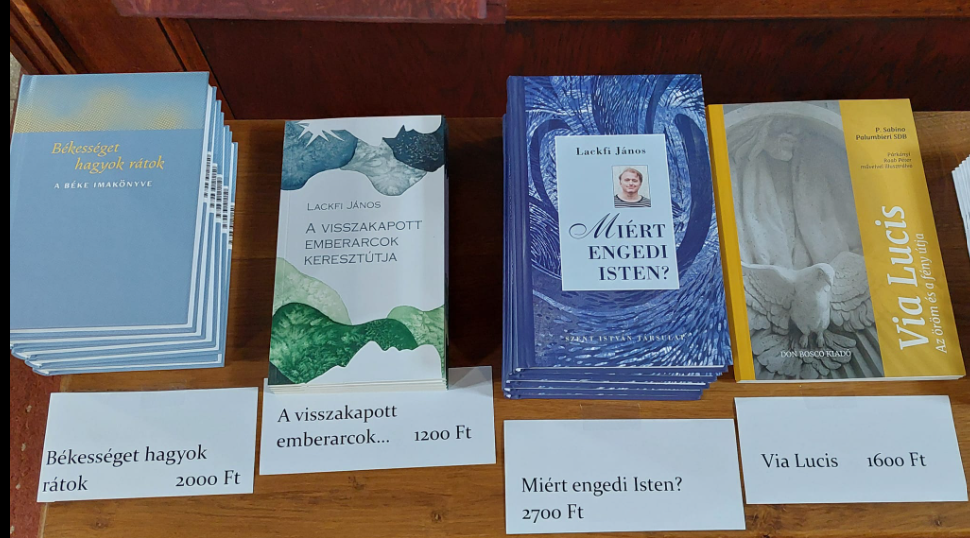 Békességet
hagyok rátok
A BÉKE IMAKÖNYVE
LACKFI JÁNOS
A VISSZAKAPOTT
EMBERARCOK
KERESZTÚTJA
Lackfi János
MIÉRT
ENGEDI
ISTEN?
SZENT ISTVÁN TÁRSULAT
P. Sabino
Palumbieri SDB
Via Lucis
Az öröm és a fény útja
DON BOSCO KIADÓ
Békességet hagyok
rátok 2000 Ft
A visszakapott
emberarcok... 1200 Ft
Miért engedi Isten?
2700 Ft
Via Lucis 1600 Ft